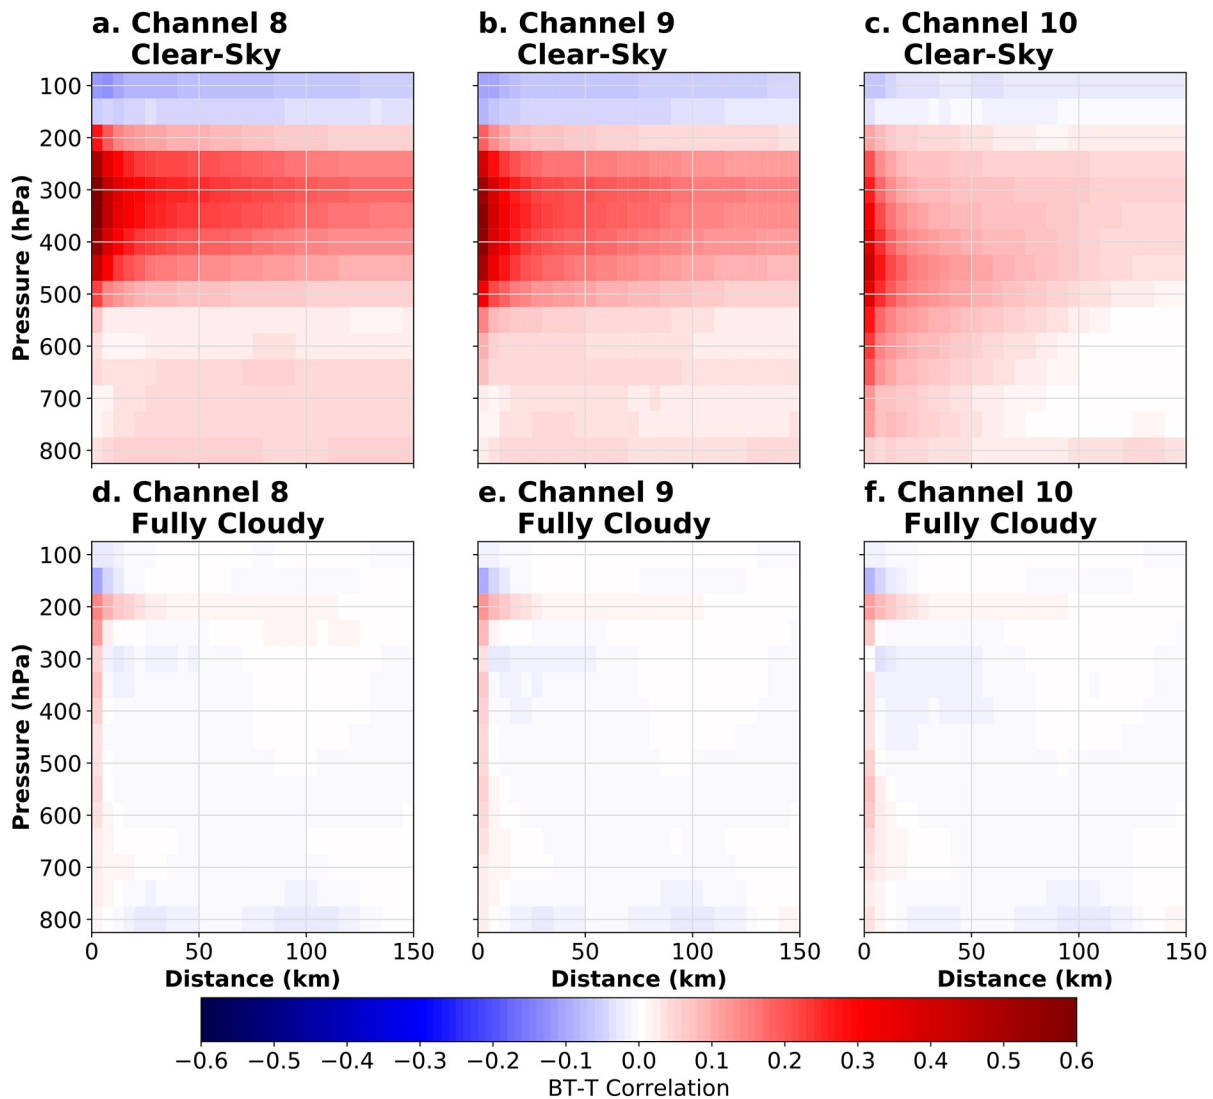 a. Channel 8
Clear-Sky
b. Channel 9
Clear-Sky
c. Channel 10
Clear-Sky
Pressure (hPa)
100
200
300
400
500
600
700
800
d. Channel 8
Fully Cloudy
e. Channel 9
Fully Cloudy
f. Channel 10
Fully Cloudy
Pressure (hPa)
100
200
300
400
500
600
700
800
0 50 100 150
0 50 100 150
0 50 100 150
Distance (km)
Distance (km)
Distance (km)
−0.6 −0.5 −0.4 −0.3 −0.2 −0.1 0.0 0.1 0.2 0.3 0.4 0.5 0.6
BT-T Correlation